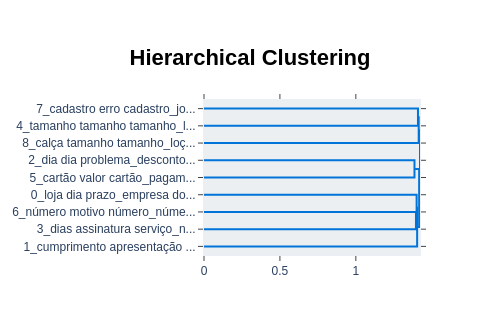 Hierarchical Clustering
7_cadastro erro cadastro_jo...
4_tamanho tamanho tamanho_l...
8_calça tamanho tamanho_loç...
2_dia dia problema_desconto...
5_cartão valor cartão_pagam...
0_loja dia prazo_empresa do...
6_número motivo número_núme...
3_dias assinatura serviço_n...
1_cumprimento apresentação ...
0 0.5 1